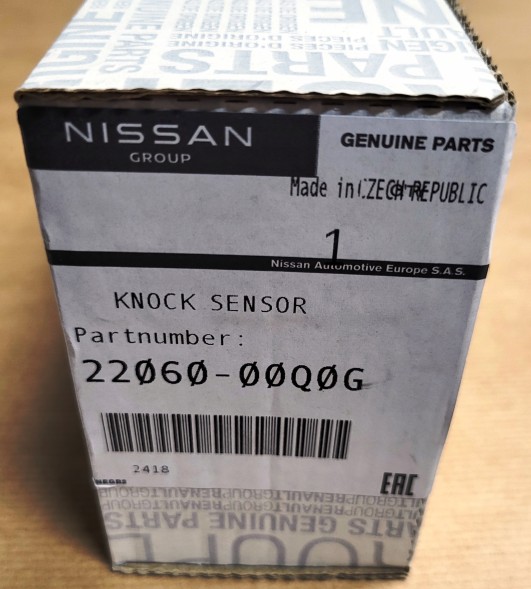 NISSAN
GROUP
GENUINE PARTS
Made in CZECH REPUBLIC
1
Nissan Automotive Europe S.A.S.
KNOCK SENSOR
Partnumber:
22060-00Q0G
2418
EAC
GENUINE PARTS